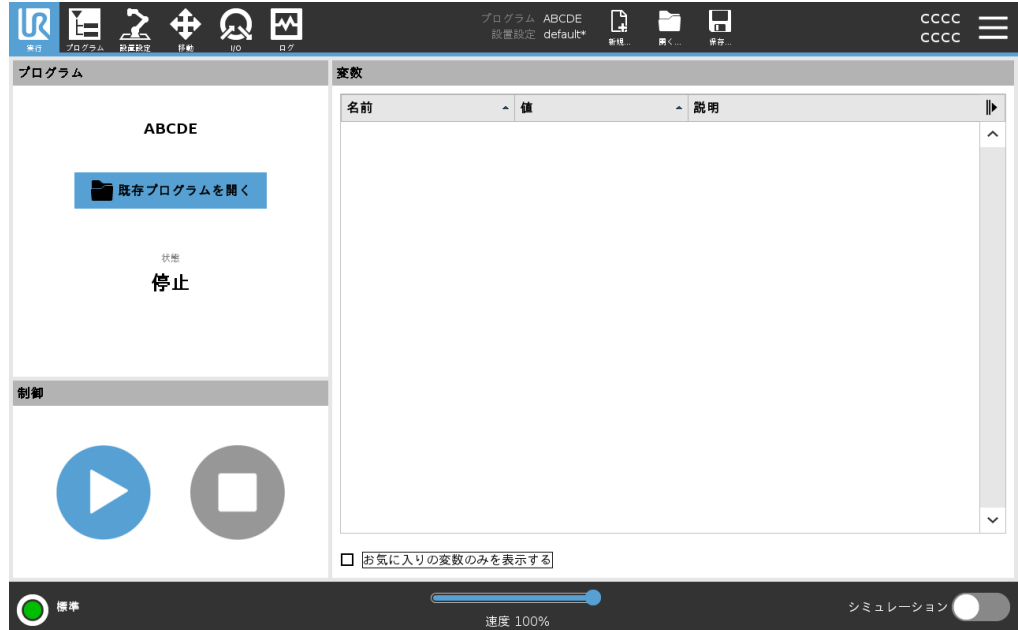 UR
実行
プログラム
設置設定
移動
I/O
ログ
プログラム ABCDE
設置設定 default*
新規...
開く...
保存...
CCCC
CCCC
プログラム
ABCDE
既存プログラムを開く
状態
停止
制御
変数
名前 値 説明
お気に入りの変数のみを表示する
標準
速度 100%
シミュレーション